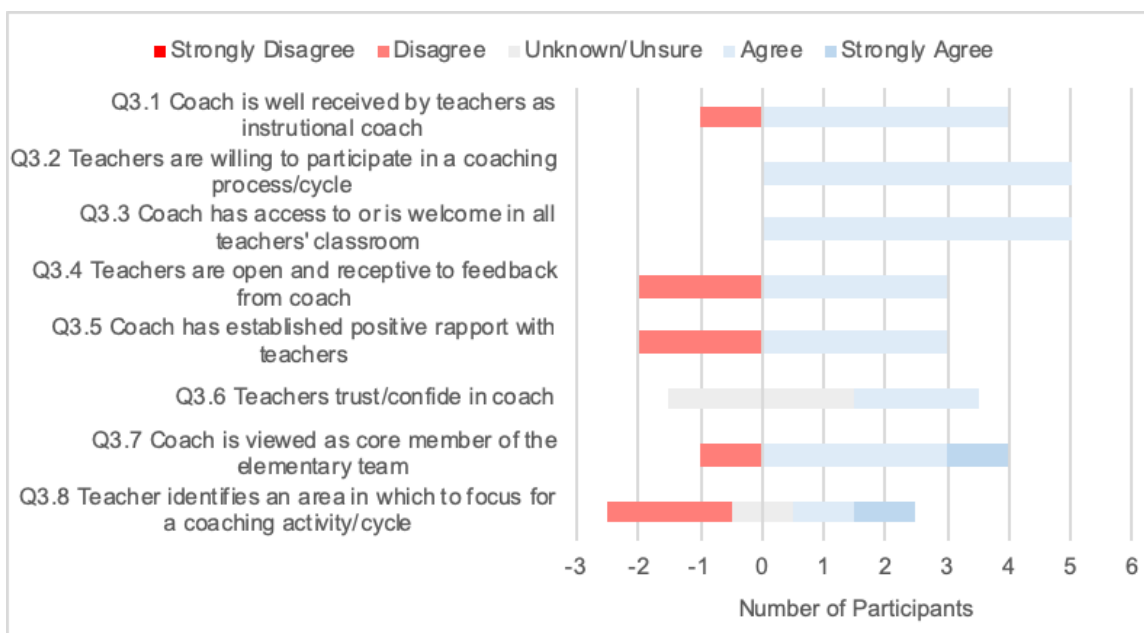 Strongly Disagree Disagree Unknown/Unsure Agree Strongly Agree
Q3.1 Coach is well received by teachers as
instrutional coach
Q3.2 Teachers are willing to participate in a coaching
process/cycle
Q3.3 Coach has access to or is welcome in all
teachers' classroom
Q3.4 Teachers are open and receptive to feedback
from coach
Q3.5 Coach has established positive rapport with
teachers
Q3.6 Teachers trust/confide in coach
Q3.7 Coach is viewed as core member of the
elementary team
Q3.8 Teacher identifies an area in which to focus for
a coaching activity/cycle
-3 -2 -1 0 1 2 3 4 5 6
Number of Participants